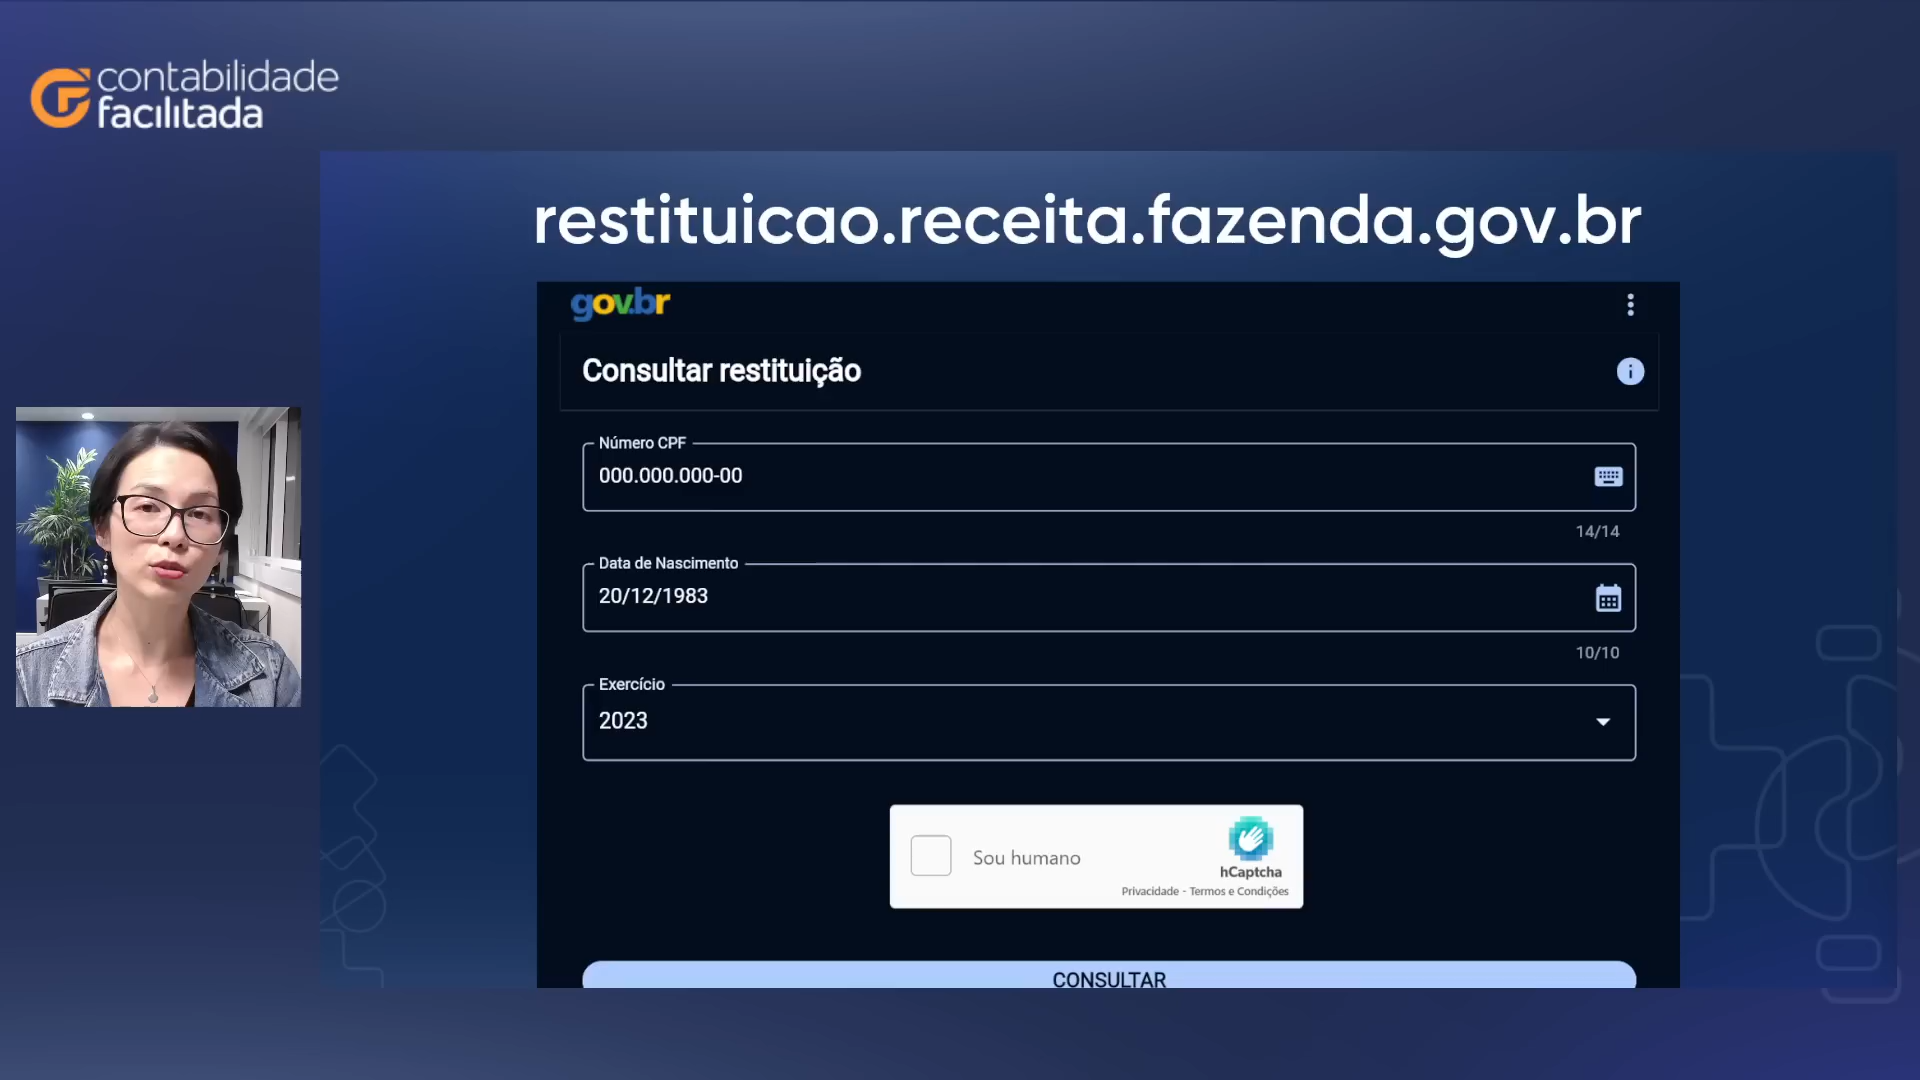 contabilidade
facilitada
restituicao.receita.fazenda.gov.br
gov.br
Consultar restituição
i
Número CPF
000.000.000-00
14/14
Data de Nascimento
20/12/1983
10/10
Exercício
2023
Sou humano
hCaptcha
Privacidade - Termos e Condições
CONSULTAR